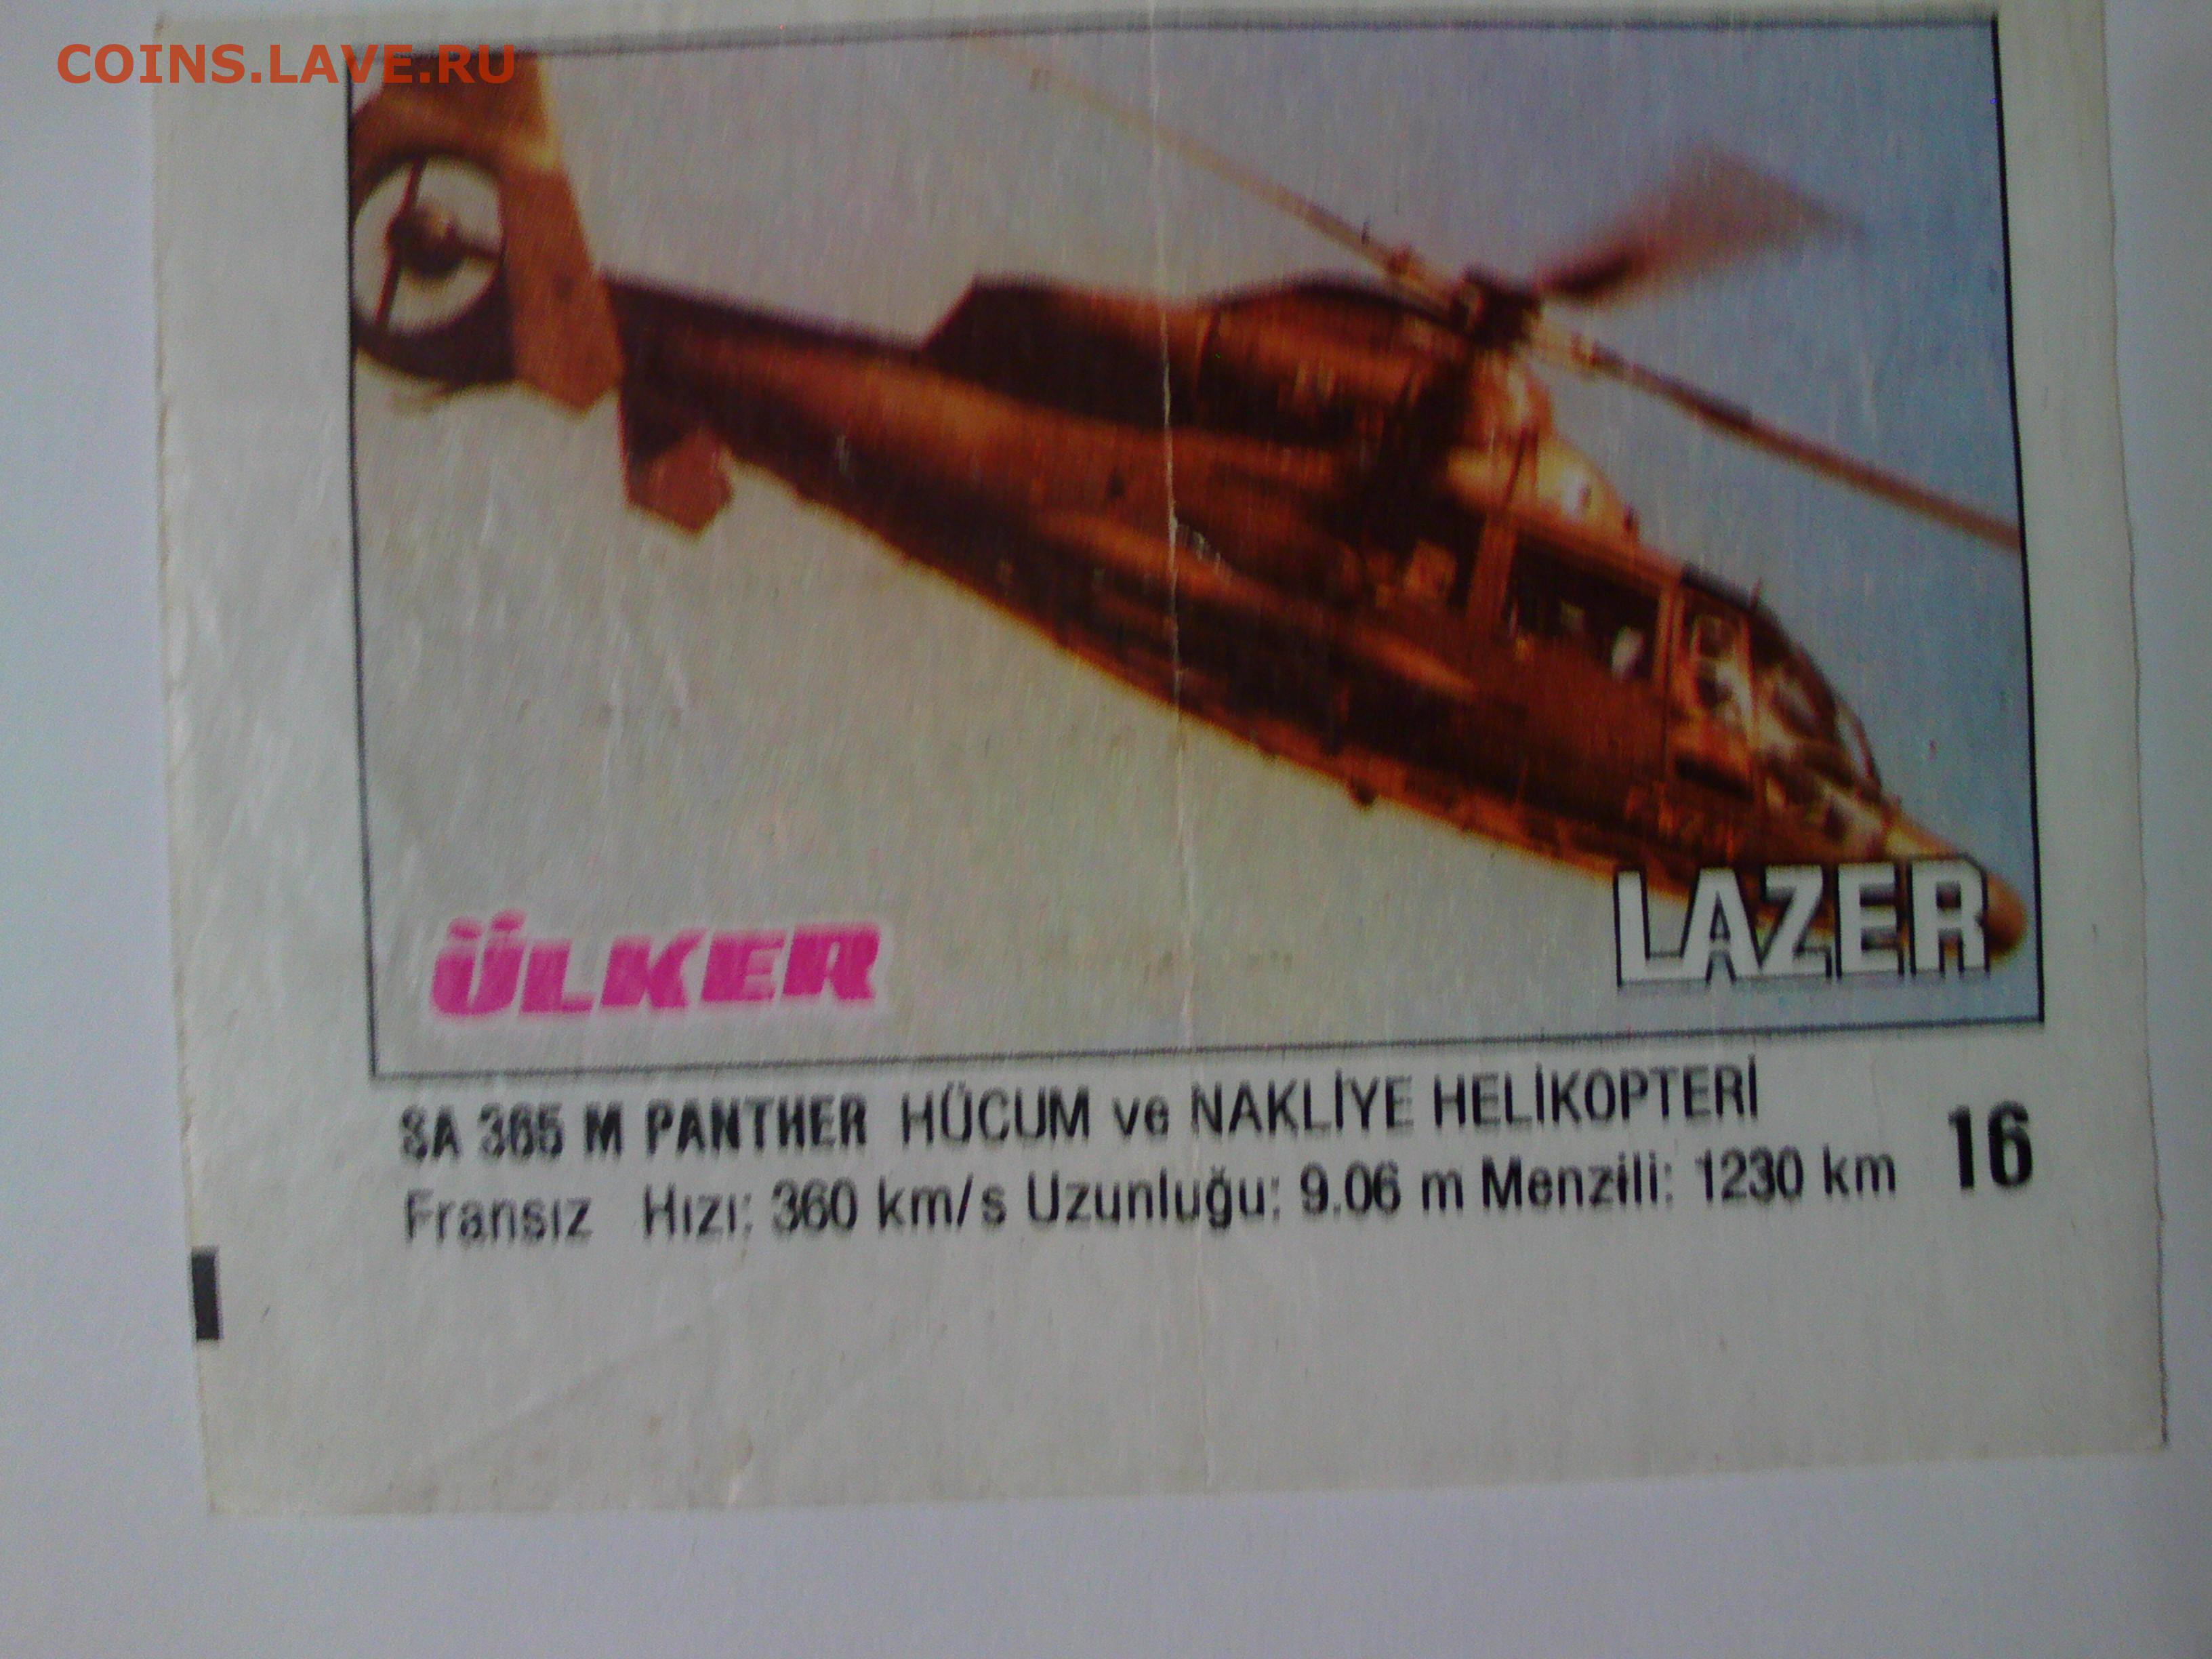 COINS.LAVE.RU
ÜLKER
LAZER
SA 365 M PANTHER HÜCUM ve NAKLİYE HELİKOPTERİ
Fransız Hızı: 360 km/s Uzunluğu: 9.06 m Menzili: 1230 km
16